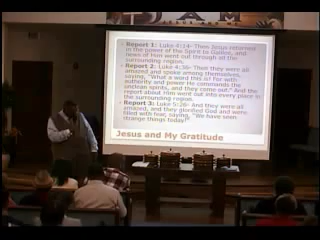 - Report 1: Luke 4:14- Then Jesus returned
in the power of the Spirit to Galilee, and
news of Him went out through all the
surrounding region.
- Report 2: Luke 4:36- Then they were all
amazed and spoke among themselves,
saying, "What a word this is! For with
authority and power He commands the
unclean spirits, and they come out." And the
report about Him went out into every place in
the surrounding region.
- Report 3: Luke 5:26- And they were all
amazed, and they glorified God and were
filled with fear, saying, "We have seen
strange things today!"
Jesus and My Gratitude